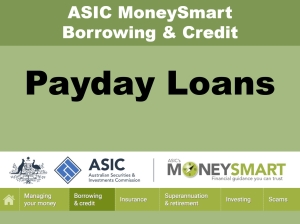 ASIC MoneySmart
Borrowing & Credit
Payday Loans
ASIC
Australian Securities &
Investments Commission
ASIC's
MONEYSMART
Financial guidance you can trust
Managing
your money
Borrowing
& credit
Insurance
Superannuation
& retirement
Investing
Scams